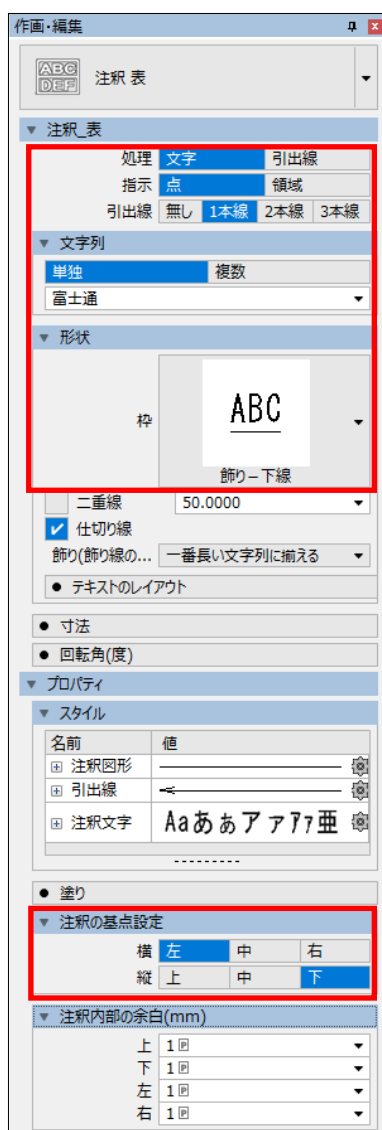 作画・編集
ABC
DEF
注釈 表
注釈_表
処理 文字 引出線
指示 点 領域
引出線 無し 1本線 2本線 3本線
文字列
単独 複数
富士通
形状
枠
ABC
飾り－下線
二重線 50.0000
仕切り線
飾り(飾り線の... 一番長い文字列に揃える
テキストのレイアウト
寸法
回転角(度)
プロパティ
スタイル
名前 値
注釈図形
引出線
注釈文字 Aaあぁアァｱｧ亜
塗り
注釈の基点設定
横 左 中 右
縦 上 中 下
注釈内部の余白(mm)
上 1 P
下 1 P
左 1 P
右 1 P